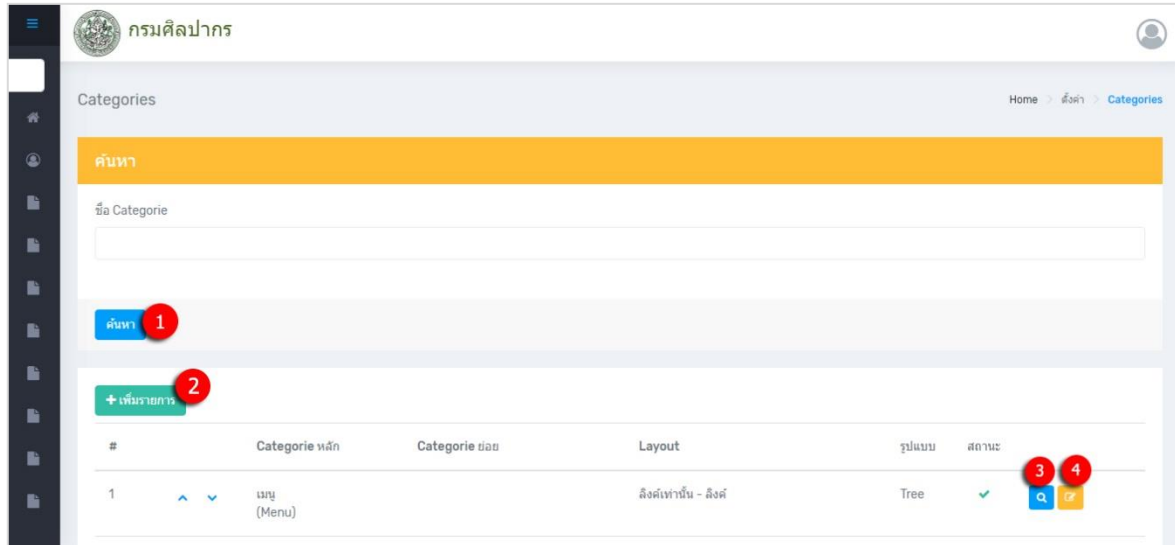 กรมศิลปากร
Categories
Home > ตั้งค่า > Categories
ค้นหา
ชื่อ Categorie
ค้นหา 1
+ เพิ่มรายการ 2
# Categorie หลัก Categorie ย่อย Layout รูปแบบ สถานะ
3 4
1 เมนู ลิงค์เท่านั้น - ลิงค์ Tree
(Menu)